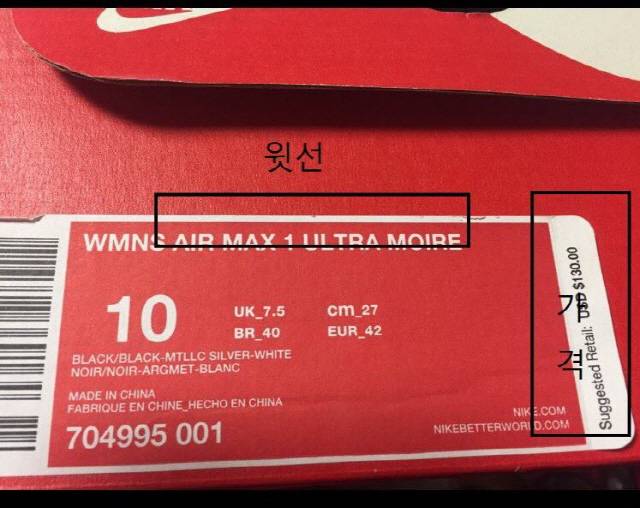 윗선
WMNS AIR MAX 1 ULTRA MOIRE
10
UK_7.5 cm_27
BR_40 EUR_42
BLACK/BLACK-MTLLC SILVER-WHITE
NOIR/NOIR-ARGMET-BLANC
MADE IN CHINA
FABRIQUE EN CHINE_HECHO EN CHINA
704995 001
NIKE.COM
NIKEBETTERWORLD.COM
Suggested Retail: USD $130.00
가
격